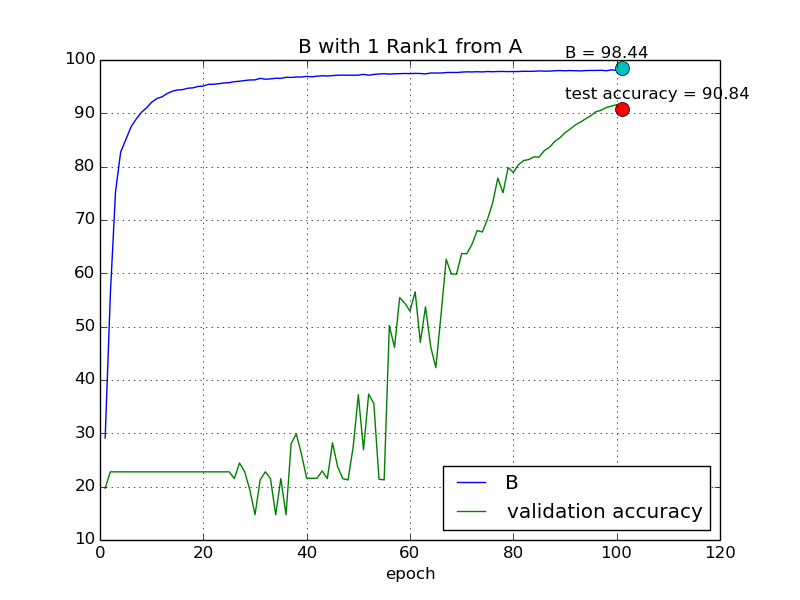 B with 1 Rank1 from A
B = 98.44
test accuracy = 90.84
100
90
80
70
60
50
40
30
20
10
B
validation accuracy
0 20 40 60 80 100 120
epoch